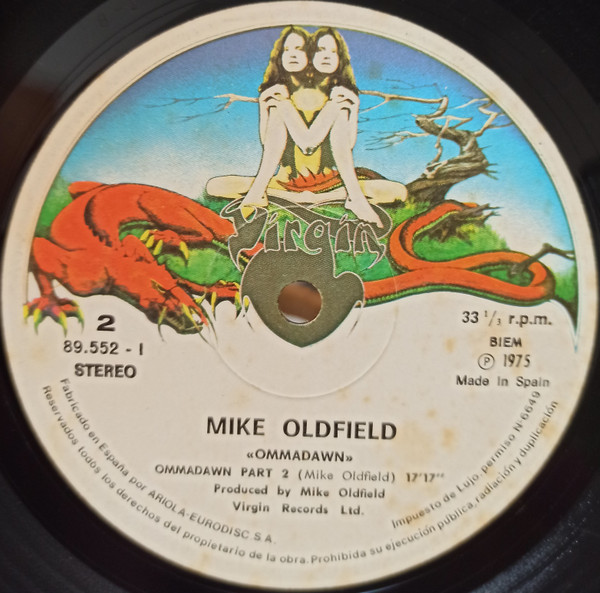 Virgin
2
89.552 - I
STEREO
33 1/3 r.p.m.
BIEM
Ⓟ 1975
Made in Spain
MIKE OLDFIELD
«OMMADAWN»
OMMADAWN PART 2 (Mike Oldfield) 17'17''
Produced by Mike Oldfield
Virgin Records Ltd.
Fabricado en España por ARIOLA-EURODISC S.A.
Impuesto de Lujo permiso N.º 6649
Reservados todos los derechos del propietario de la obra. Prohibida su ejecución pública, radiación y duplicación